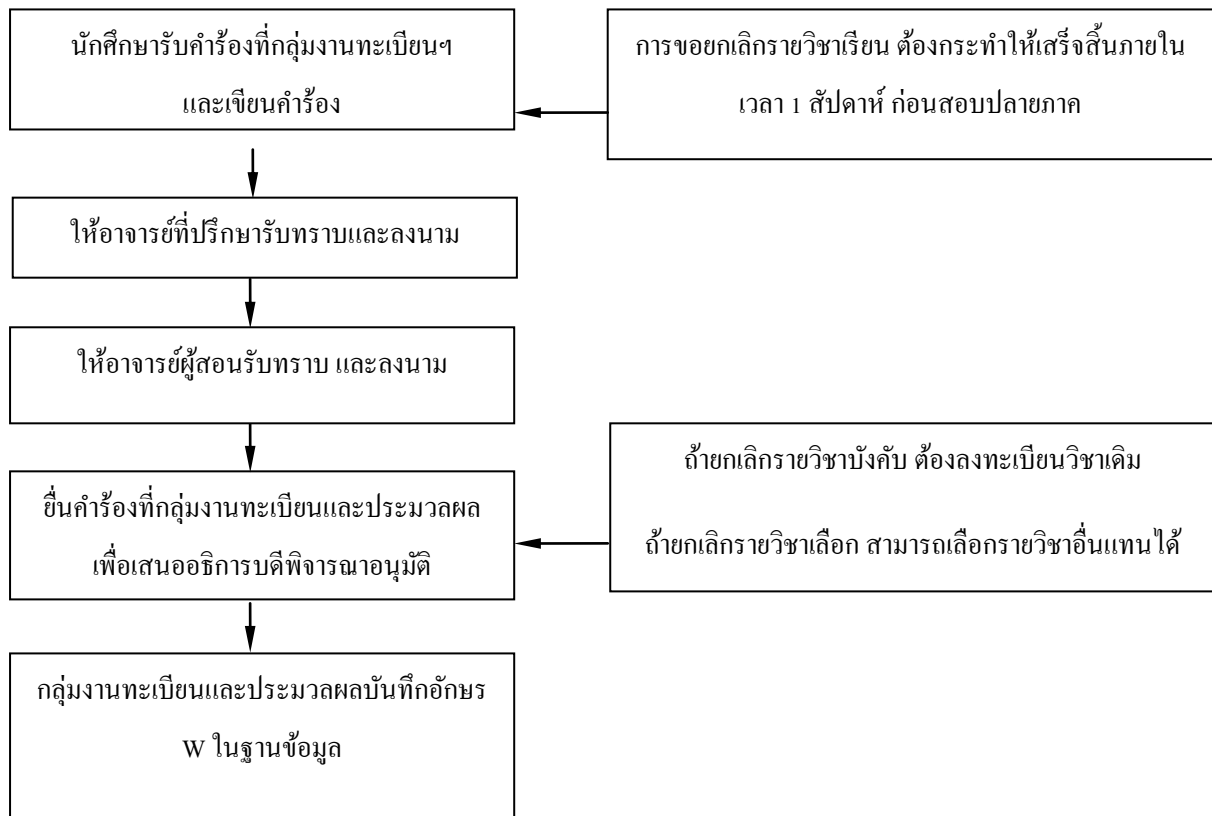 นักศึกษารับคำร้องที่กลุ่มงานทะเบียนฯ
และเขียนคำร้อง
การขอยกเลิกรายวิชาเรียน ต้องกระทำให้เสร็จสิ้นภายใน
เวลา 1 สัปดาห์ ก่อนสอบปลายภาค
ให้อาจารย์ที่ปรึกษารับทราบและลงนาม
ให้อาจารย์ผู้สอนรับทราบ และลงนาม
ยื่นคำร้องที่กลุ่มงานทะเบียนและประมวลผล
เพื่อเสนออธิการบดีพิจารณาอนุมัติ
ถ้ายกเลิกรายวิชาบังคับ ต้องลงทะเบียนวิชาเดิม
ถ้ายกเลิกรายวิชาเลือก สามารถเลือกรายวิชาอื่นแทนได้
กลุ่มงานทะเบียนและประมวลผลบันทึกอักษร
W ในฐานข้อมูล